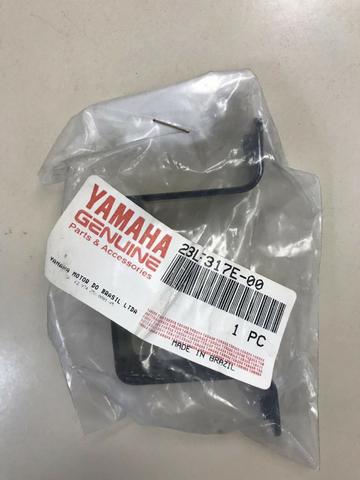 YAMAHA
GENUINE
Parts & Accessories
YAMAHA MOTOR DO BRASIL LTDA
23L-317E-00
1 PC
MADE IN BRAZIL